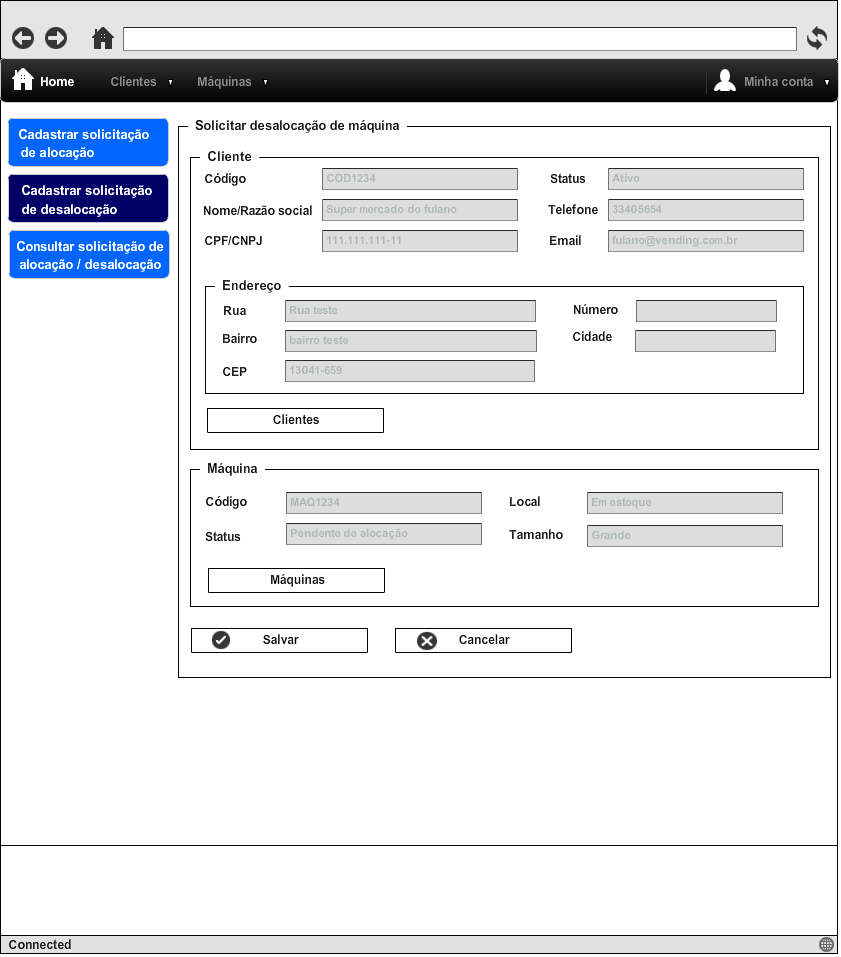 Home Clientes Máquinas Minha conta
Cadastrar solicitação
de alocação
Cadastrar solicitação
de desalocação
Consultar solicitação de
alocação / desalocação
Solicitar desalocação de máquina
Cliente
Código COD1234 Status Ativo
Nome/Razão social Super mercado do fulano Telefone 33405654
CPF/CNPJ 111.111.111-11 Email fulano@vending.com.br
Endereço
Rua Rua teste Número
Bairro bairro teste Cidade
CEP 13041-659
Clientes
Máquina
Código MAQ1234 Local Em estoque
Status Pendente de alocação Tamanho Grande
Máquinas
Salvar Cancelar
Connected